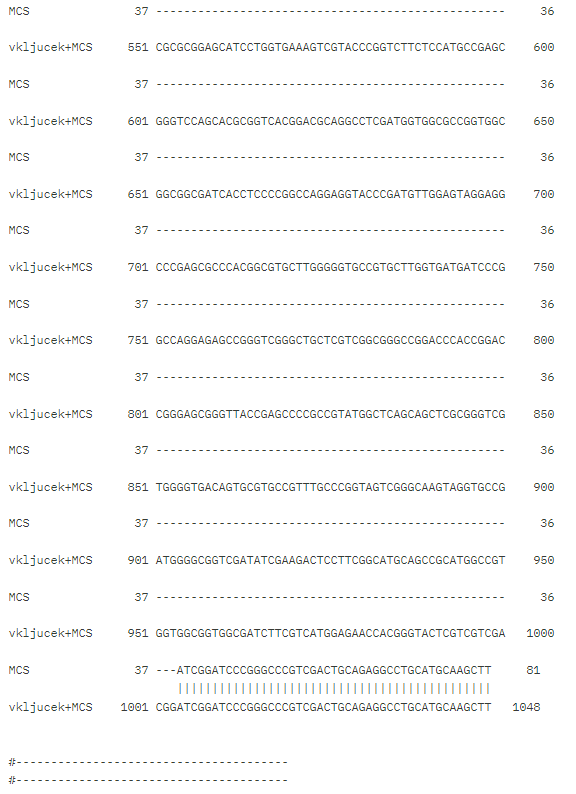 MCS 37 -------------------------------------------------- 36
vkljucek+MCS 551 CGCGCGGAGCATCCTGGTGAAAGTCGTACCCGGTCTTCTCCATGCCGAGC 600
MCS 37 -------------------------------------------------- 36
vkljucek+MCS 601 GGGTCCAGCACGCGGTCACGGACGCAGGCCTCGATGGTGGCGCCGGTGGC 650
MCS 37 -------------------------------------------------- 36
vkljucek+MCS 651 GGCGGCGATCACCTCCCCGGCCAGGAGGTACCCGATGTTGGAGTAGGAGG 700
MCS 37 -------------------------------------------------- 36
vkljucek+MCS 701 CCCGAGCGCCCACGGCGTGCTTGGGGGTGCCGTGCTTGGTGATGATCCCG 750
MCS 37 -------------------------------------------------- 36
vkljucek+MCS 751 GCCAGGAGAGCCGGGTCGGGCTGCTCGTCGGCGGGCCGGACCCACCGGAC 800
MCS 37 -------------------------------------------------- 36
vkljucek+MCS 801 CGGGAGCGGGTTACCGAGCCCCGCCGTATGGCTCAGCAGCTCGCGGGTCG 850
MCS 37 -------------------------------------------------- 36
vkljucek+MCS 851 TGGGGTGACAGTGCGTGCCGTTTGCCCGGTAGTCGGGCAAGTAGGTGCCG 900
MCS 37 -------------------------------------------------- 36
vkljucek+MCS 901 ATGGGGCGGTCGATATCGAAGACTCCTTCGGCATGCAGCCGCATGGCCGT 950
MCS 37 -------------------------------------------------- 36
vkljucek+MCS 951 GGTGGCGGTGGCGATCTTCGTCATGGAGAACCACGGGTACTCGTCGTCGA 1000
MCS 37 ---ATCGGATCCCGGGCCCGTCGACTGCAGAGGCCTGCATGCAAGCTT 81
|||||||||||||||||||||||||||||||||||||||||||||
vkljucek+MCS 1001 CGGATCGGATCCCGGGCCCGTCGACTGCAGAGGCCTGCATGCAAGCTT 1048
#---------------------------------------
#---------------------------------------